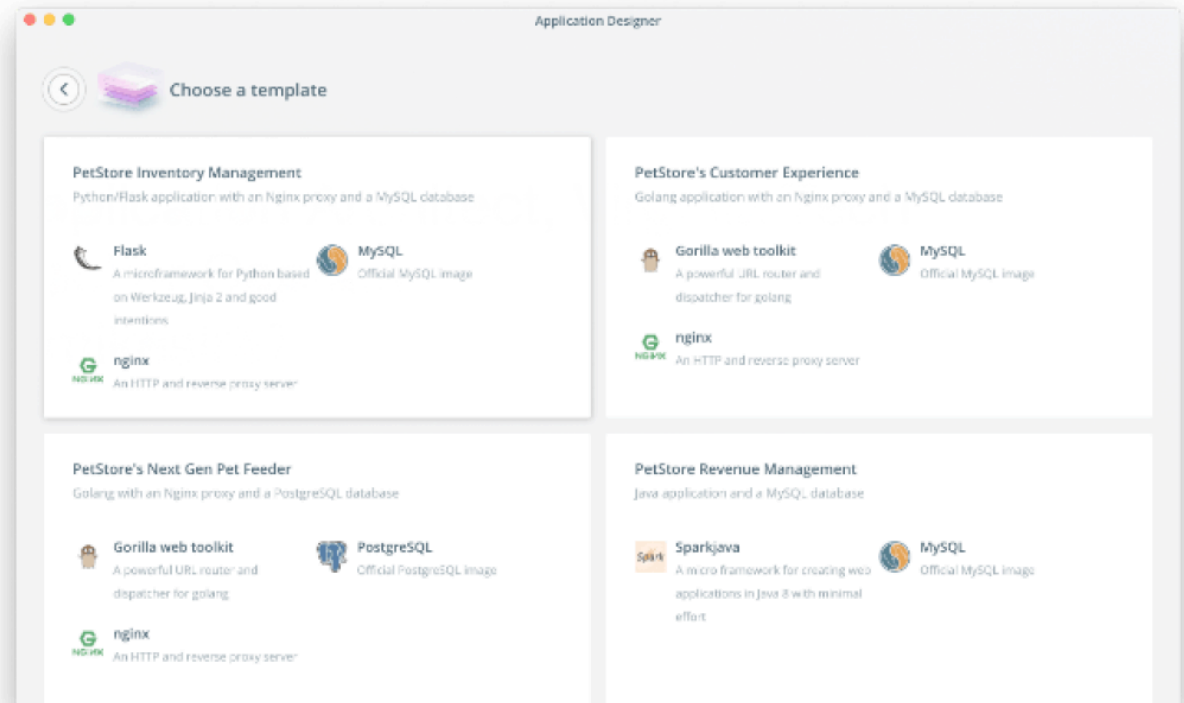 Application Designer
Choose a template
PetStore Inventory Management
Python/Flask application with an Nginx proxy and a MySQL database
Flask
A microframework for Python based
on Werkzeug, Jinja 2 and good
intentions
MySQL
Official MySQL image
NGINX
nginx
An HTTP and reverse proxy server
PetStore's Customer Experience
Golang application with an Nginx proxy and a MySQL database
Gorilla web toolkit
A powerful URL router and
dispatcher for golang
MySQL
Official MySQL image
NGINX
nginx
An HTTP and reverse proxy server
PetStore's Next Gen Pet Feeder
Golang with an Nginx proxy and a PostgreSQL database
Gorilla web toolkit
A powerful URL router and
dispatcher for golang
PostgreSQL
Official PostgreSQL image
NGINX
nginx
An HTTP and reverse proxy server
PetStore Revenue Management
Java application and a MySQL database
Spark
Sparkjava
A micro framework for creating web
applications in Java 8 with minimal
effort
MySQL
Official MySQL image